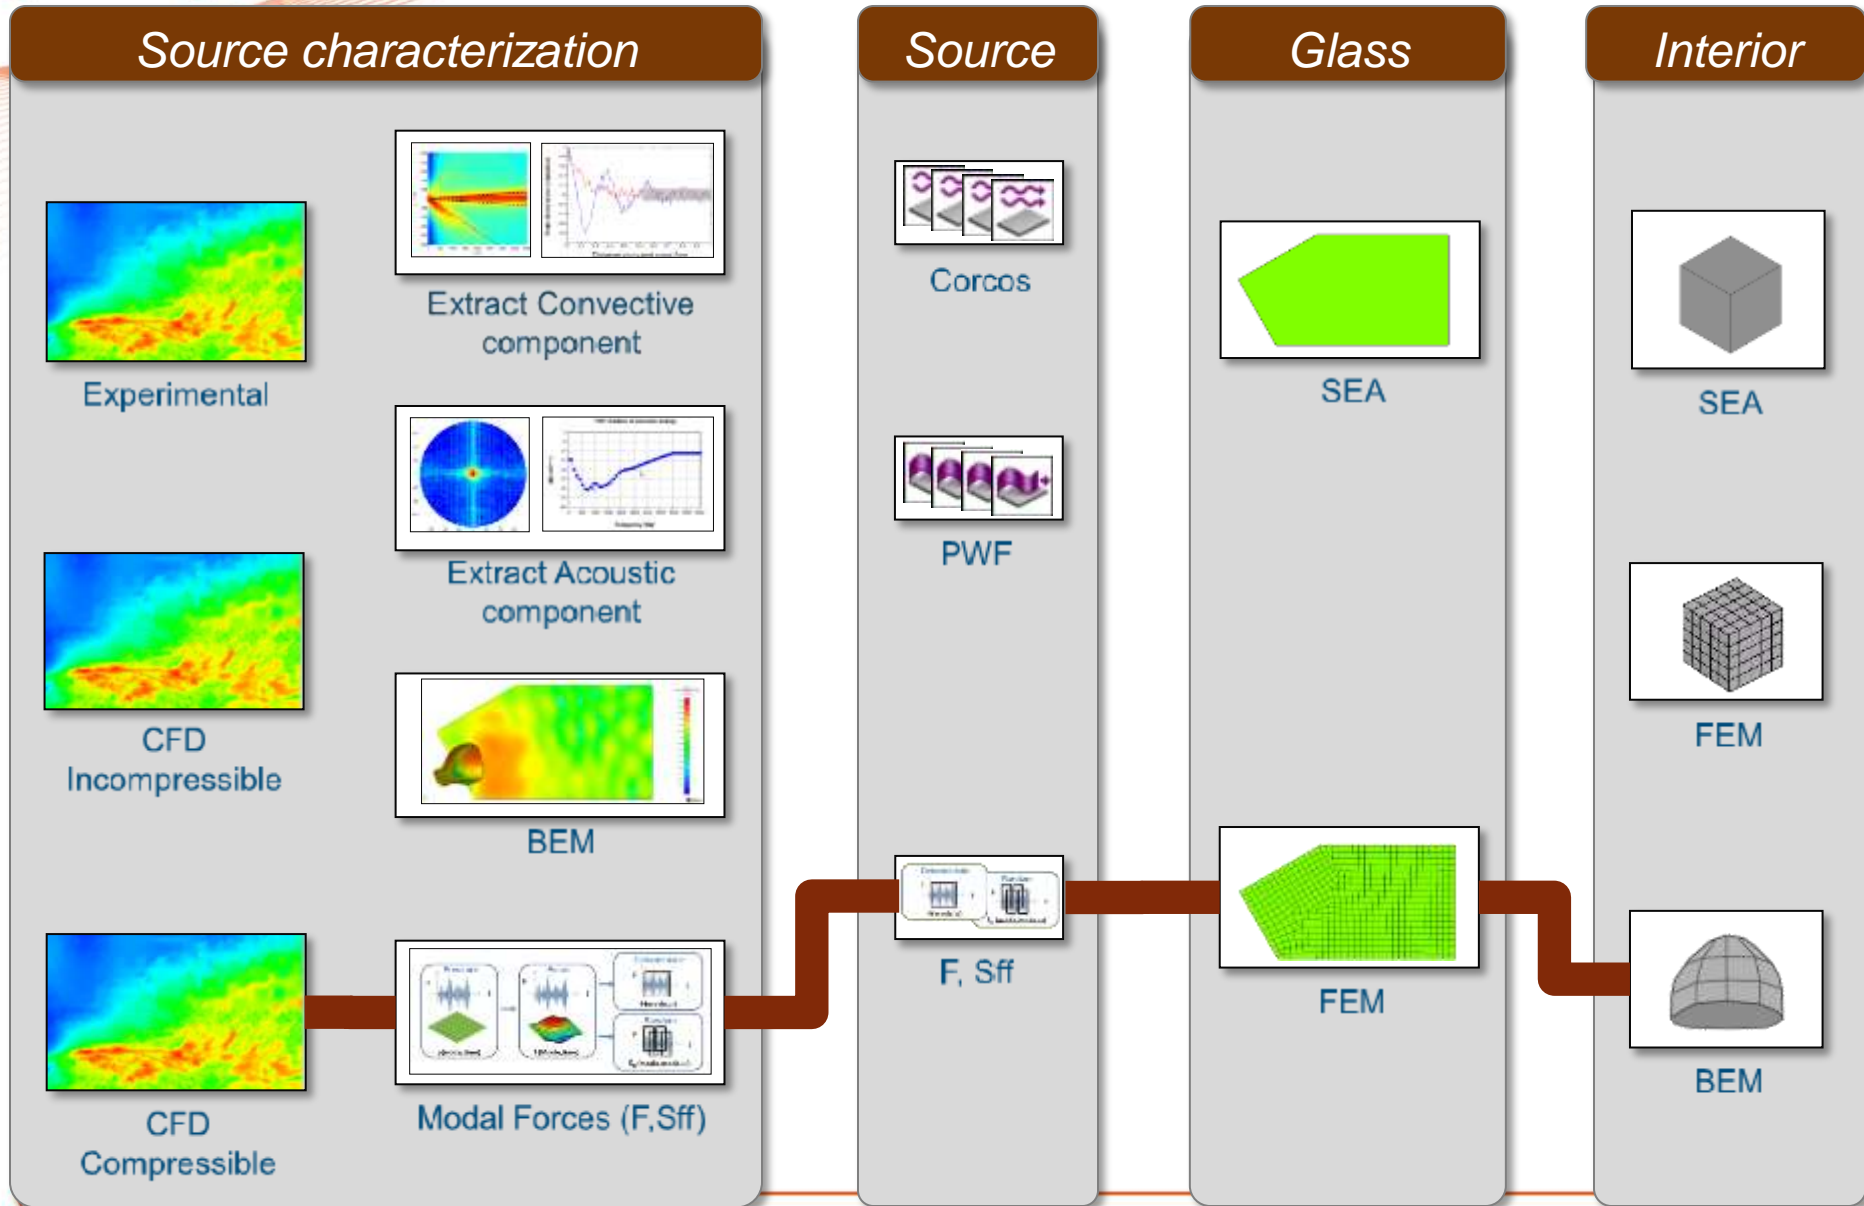 Source characterization
Experimental
Extract Convective
component
Extract Acoustic
component
CFD
Incompressible
BEM
CFD
Compressible
Modal Forces (F,Sff)
Source
Corcos
PWF
F, Sff
Glass
SEA
FEM
Interior
SEA
FEM
BEM